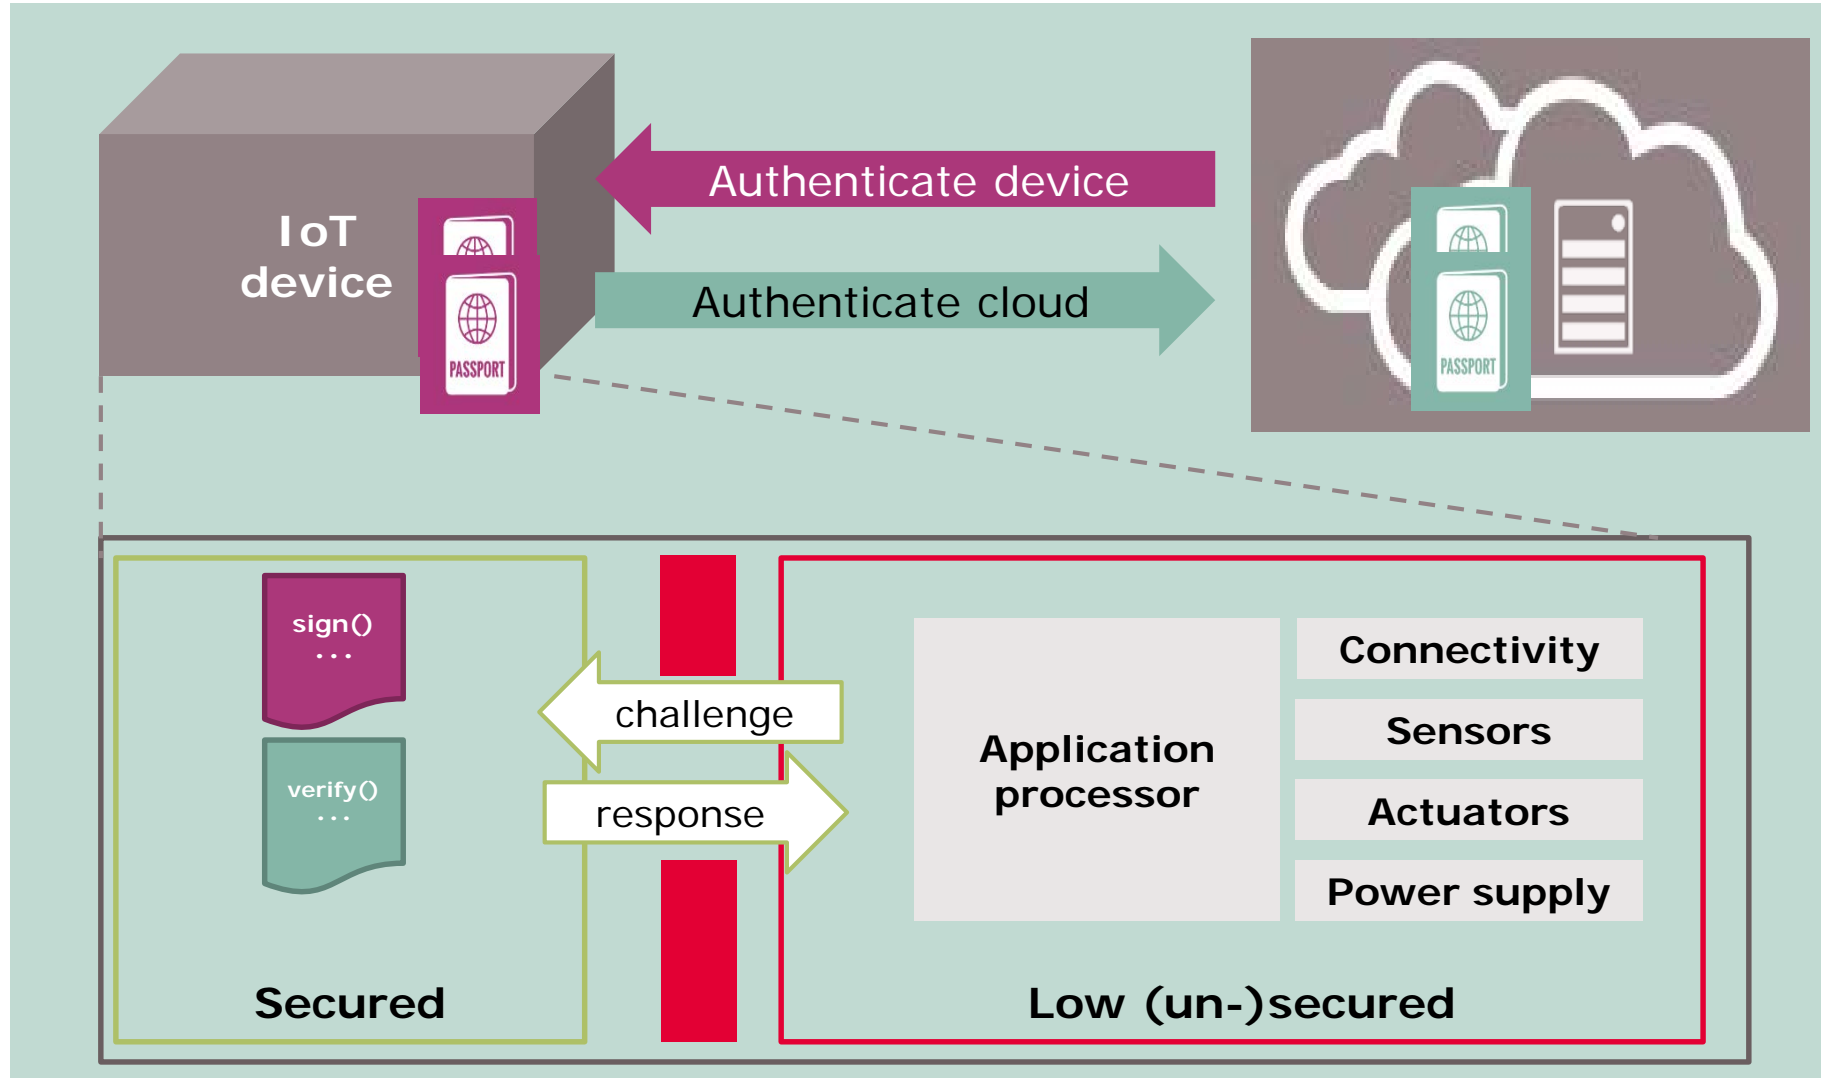 IoT
device
PASSPORT
Authenticate device
Authenticate cloud
PASSPORT
sign()
...
verify()
...
challenge
response
Application
processor
Connectivity
Sensors
Actuators
Power supply
Secured
Low (un-)secured